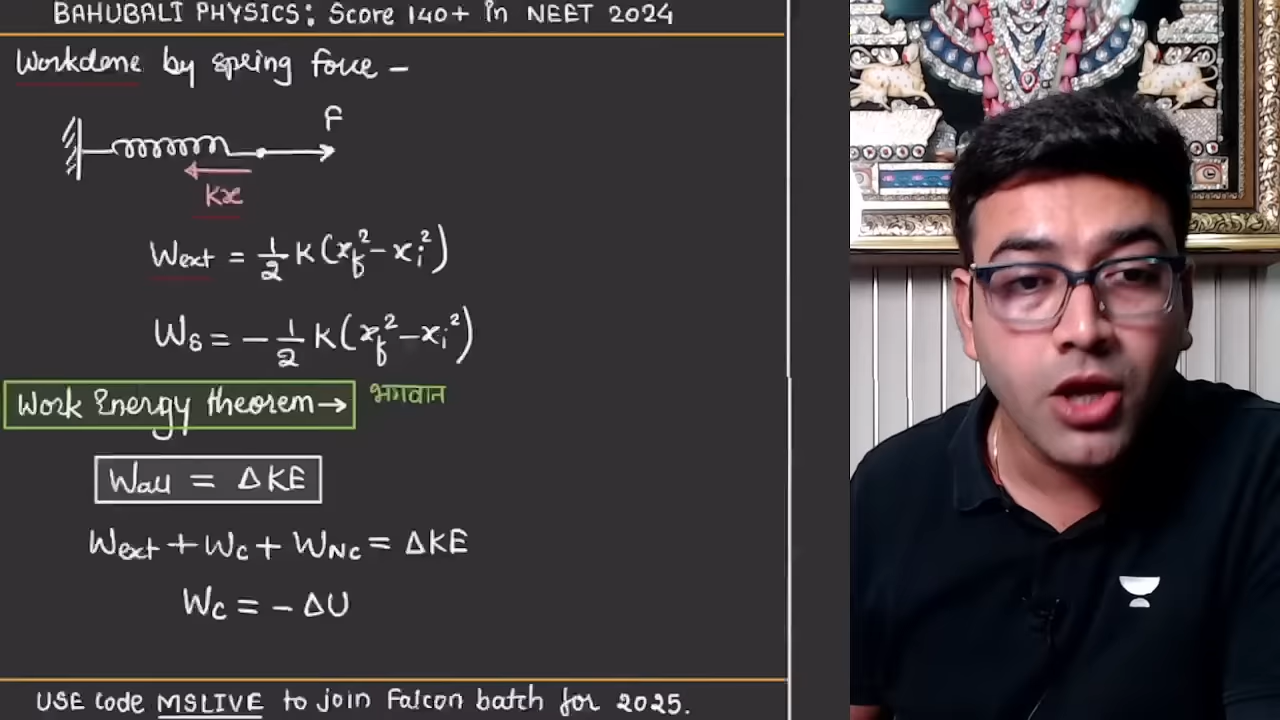 BAHUBALI PHYSICS: Score 140+ in NEET 2024
Workdone by spring force -
F
Kx
Wext = 1/2 K(xf² - xi²)
Ws = - 1/2 K(xf² - xi²)
Work Energy theorem → भगवान
Wall = ΔKE
Wext + Wc + WNc = ΔKE
Wc = - ΔU
USE Code MSLIVE to join Falcon batch for 2025.